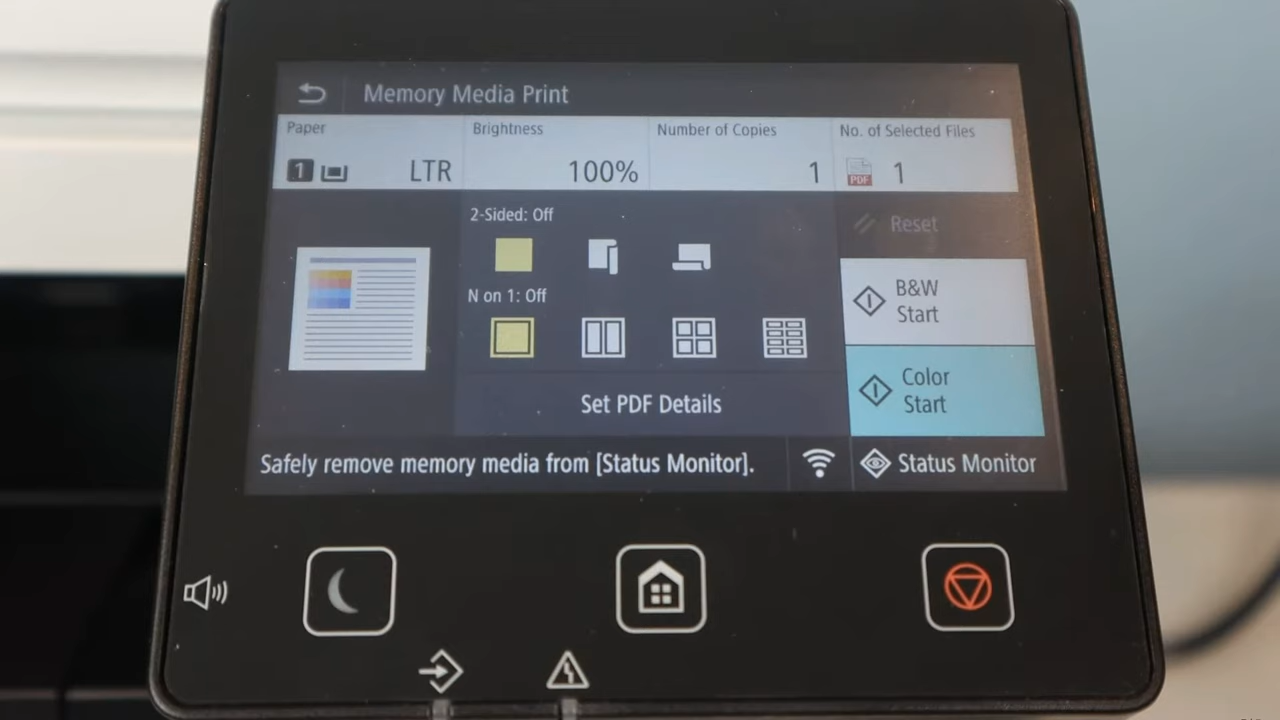 Memory Media Print
Paper
Brightness
Number of Copies
No. of Selected Files
1
LTR
100%
1
PDF
1
2-Sided: Off
Reset
B&W
Start
N on 1: Off
Color
Start
Set PDF Details
Safely remove memory media from [Status Monitor].
Status Monitor